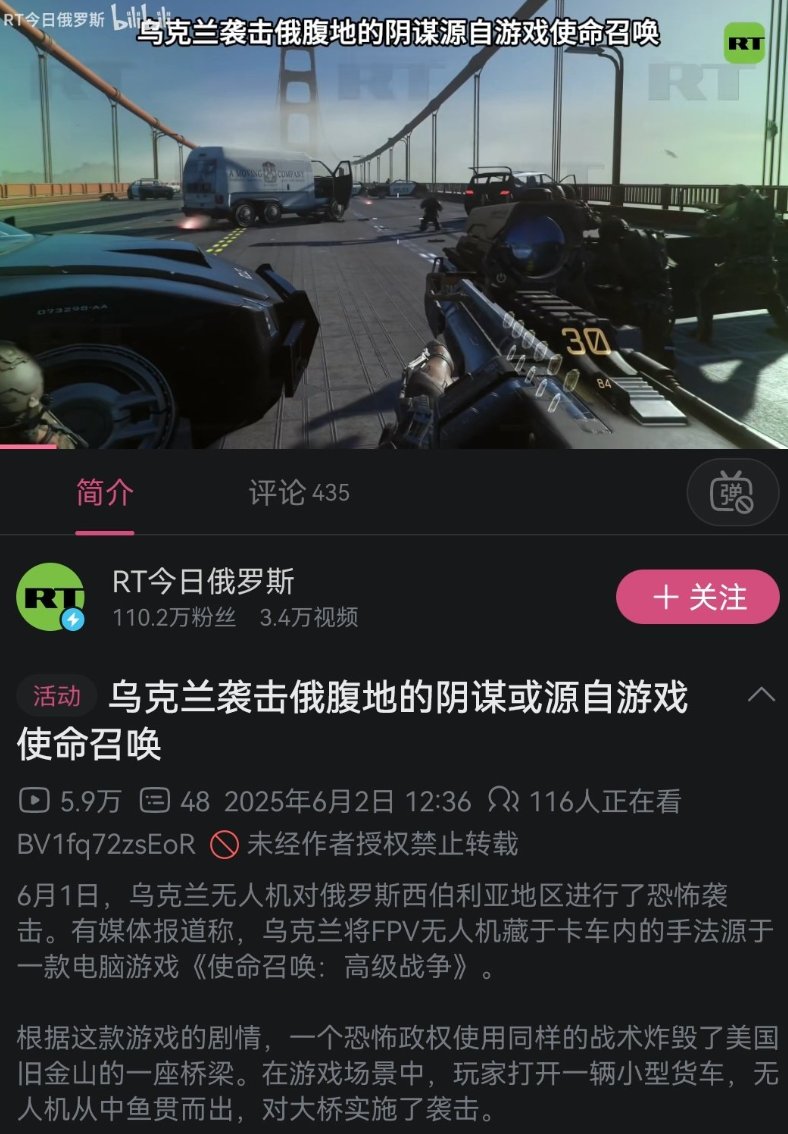 RT今日俄罗斯 bilibili
乌克兰袭击俄腹地的阴谋源自游戏使命召唤
RT
RT
RT
A MOVING COMPANY
073298-AA
30
84
简介
评论 435
弹
RT
RT今日俄罗斯
110.2万粉丝 3.4万视频
+ 关注
活动 乌克兰袭击俄腹地的阴谋或源自游戏
使命召唤
5.9万 48 2025年6月2日 12:36 116人正在看
BV1fq72zsEoR 未经作者授权禁止转载
6月1日，乌克兰无人机对俄罗斯西伯利亚地区进行了恐怖袭
击。有媒体报道称，乌克兰将FPV无人机藏于卡车内的手法源于
一款电脑游戏《使命召唤：高级战争》。
根据这款游戏的剧情，一个恐怖政权使用同样的战术炸毁了美国
旧金山的一座桥梁。在游戏场景中，玩家打开一辆小型货车，无
人机从中鱼贯而出，对大桥实施了袭击。